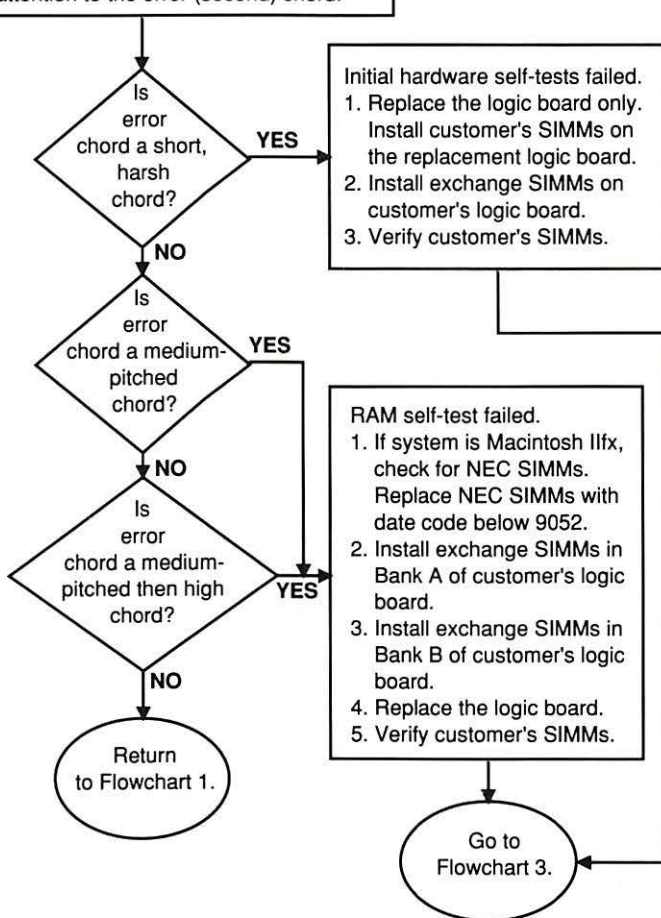 attention to the error (second) chord.
Is
error
chord a short,
harsh
chord?
YES
NO
Initial hardware self-tests failed.
1. Replace the logic board only.
Install customer's SIMMs on
the replacement logic board.
2. Install exchange SIMMs on
customer's logic board.
3. Verify customer's SIMMs.
Is
error
chord a medium-
pitched
chord?
YES
NO
Is
error
chord a medium-
pitched then high
chord?
YES
NO
RAM self-test failed.
1. If system is Macintosh IIfx,
check for NEC SIMMs.
Replace NEC SIMMs with
date code below 9052.
2. Install exchange SIMMs in
Bank A of customer's logic
board.
3. Install exchange SIMMs in
Bank B of customer's logic
board.
4. Replace the logic board.
5. Verify customer's SIMMs.
Return
to Flowchart 1.
Go to
Flowchart 3.